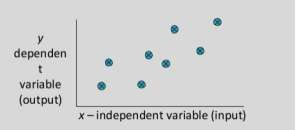 y
dependen
t
variable
(output)
x – independent variable (input)